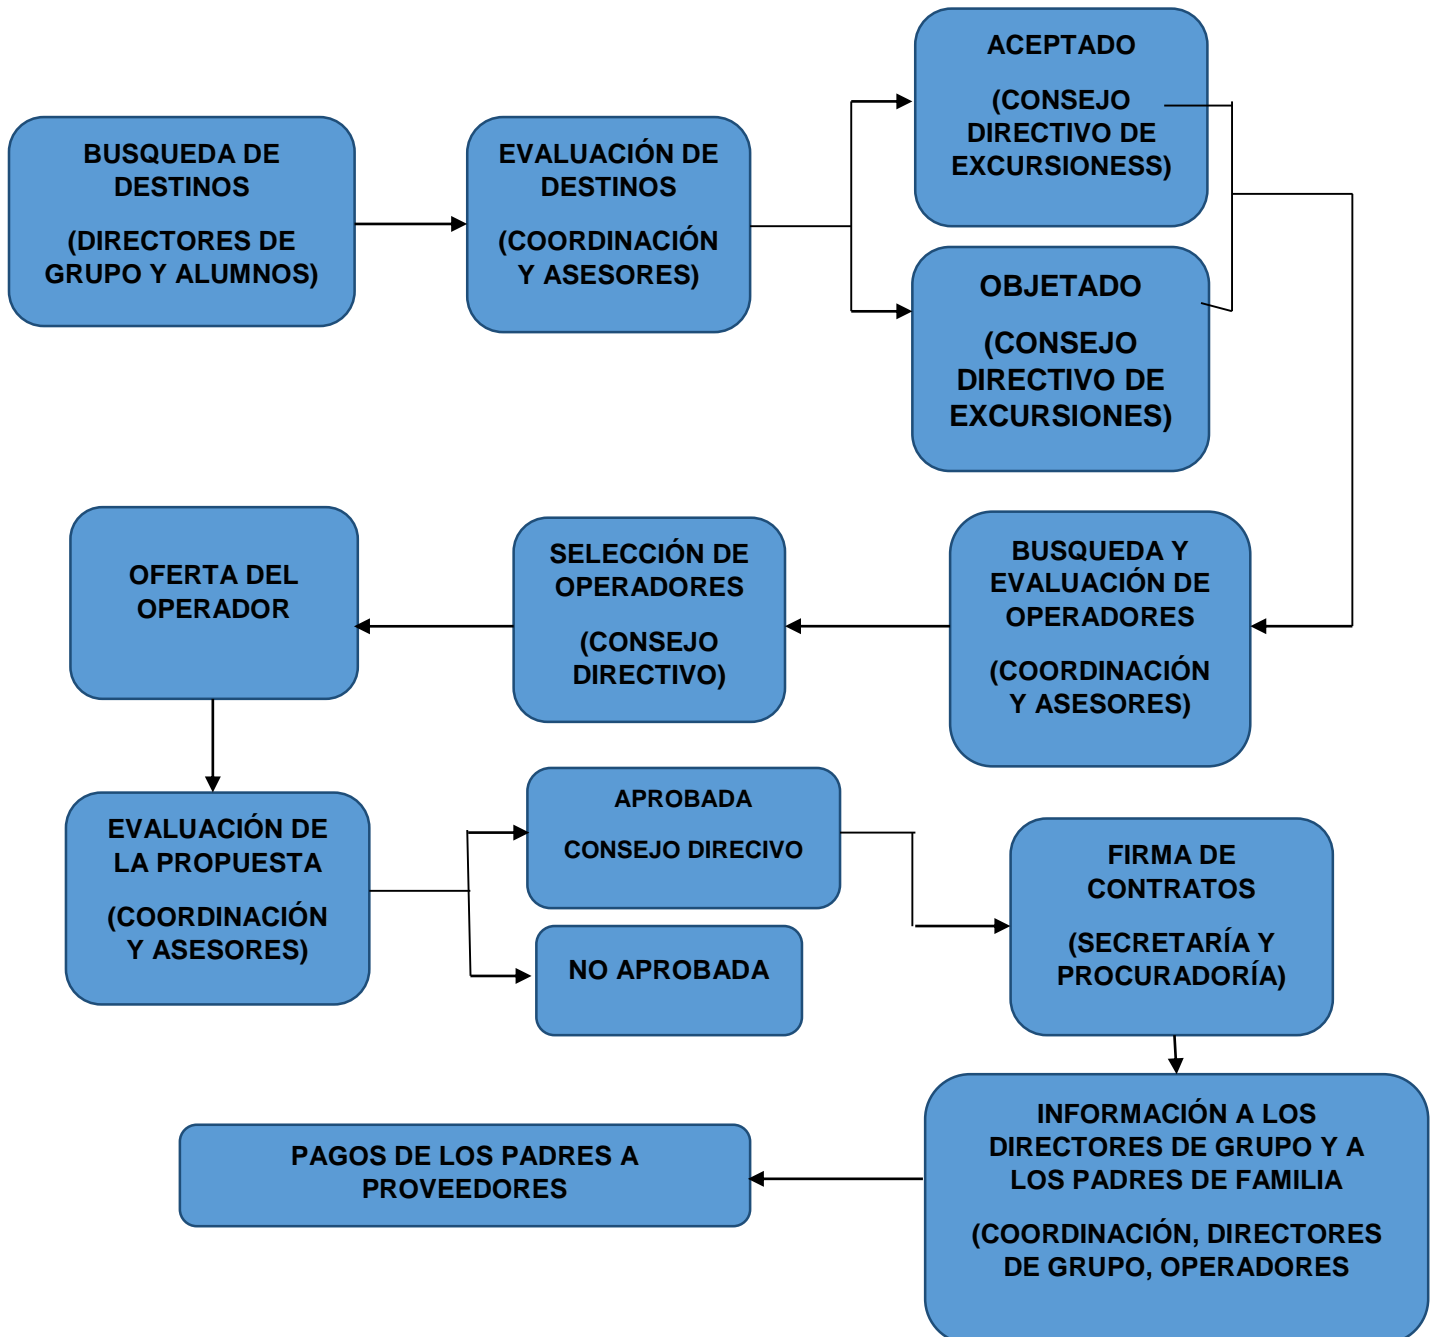 BUSQUEDA DE
DESTINOS
(DIRECTORES DE
GRUPO Y ALUMNOS)
EVALUACIÓN DE
DESTINOS
(COORDINACIÓN
Y ASESORES)
ACEPTADO
(CONSEJO
DIRECTIVO DE
EXCURSIONESS)
OBJETADO
(CONSEJO
DIRECTIVO DE
EXCURSIONES)
BUSQUEDA Y
EVALUACIÓN DE
OPERADORES
(COORDINACIÓN
Y ASESORES)
SELECCIÓN DE
OPERADORES
(CONSEJO
DIRECTIVO)
OFERTA DEL
OPERADOR
EVALUACIÓN DE
LA PROPUESTA
(COORDINACIÓN
Y ASESORES)
APROBADA
CONSEJO DIRECIVO
NO APROBADA
FIRMA DE
CONTRATOS
(SECRETARÍA Y
PROCURADORÍA)
INFORMACIÓN A LOS
DIRECTORES DE GRUPO Y A
LOS PADRES DE FAMILIA
(COORDINACIÓN, DIRECTORES
DE GRUPO, OPERADORES
PAGOS DE LOS PADRES A
PROVEEDORES